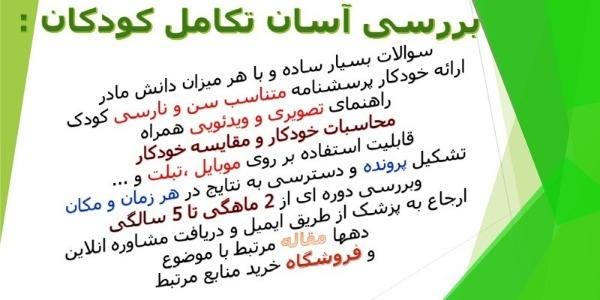 بررسی آسان تکامل کودکان :
سوالات بسیار ساده و با هر میزان دانش مادر
ارائه خودکار پرسشنامه متناسب سن و نارسی کودک
راهنمای تصویری و ویدئویی همراه
محاسبات خودکار و مقایسه خودکار
قابلیت استفاده بر روی موبایل ،تبلت و ...
تشکیل پرونده و دسترسی به نتایج در هر زمان و مکان
وبررسی دوره ای از 2 ماهگی تا 5 سالگی
ارجاع به پزشک از طریق ایمیل و دریافت مشاوره انلاین
دهها مقاله مرتبط با موضوع
و فروشگاه خرید منابع مرتبط